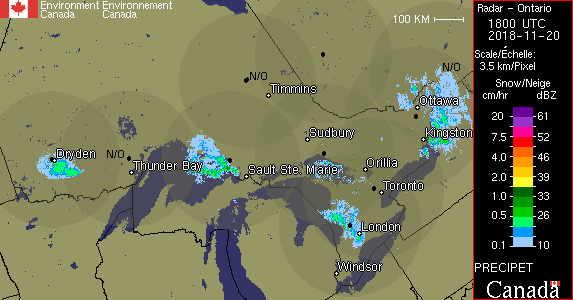 Environment Environnement
Canada Canada
100 KM
Radar - Ontario
1800 UTC
2018-11-20
Scale/Échelle:
3.5 km/Pixel
Snow/Neige
cm/hr dBZ
20 61
7.5 52
4.0 46
2.0 39
1.0 33
0.5 26
0.1 10
PRECIPET
Canada
N/O
N/O
N/O
Timmins
Ottawa
Sudbury
Kingston
Dryden
Thunder Bay
Sault Ste. Marie
Orillia
Toronto
London
Windsor